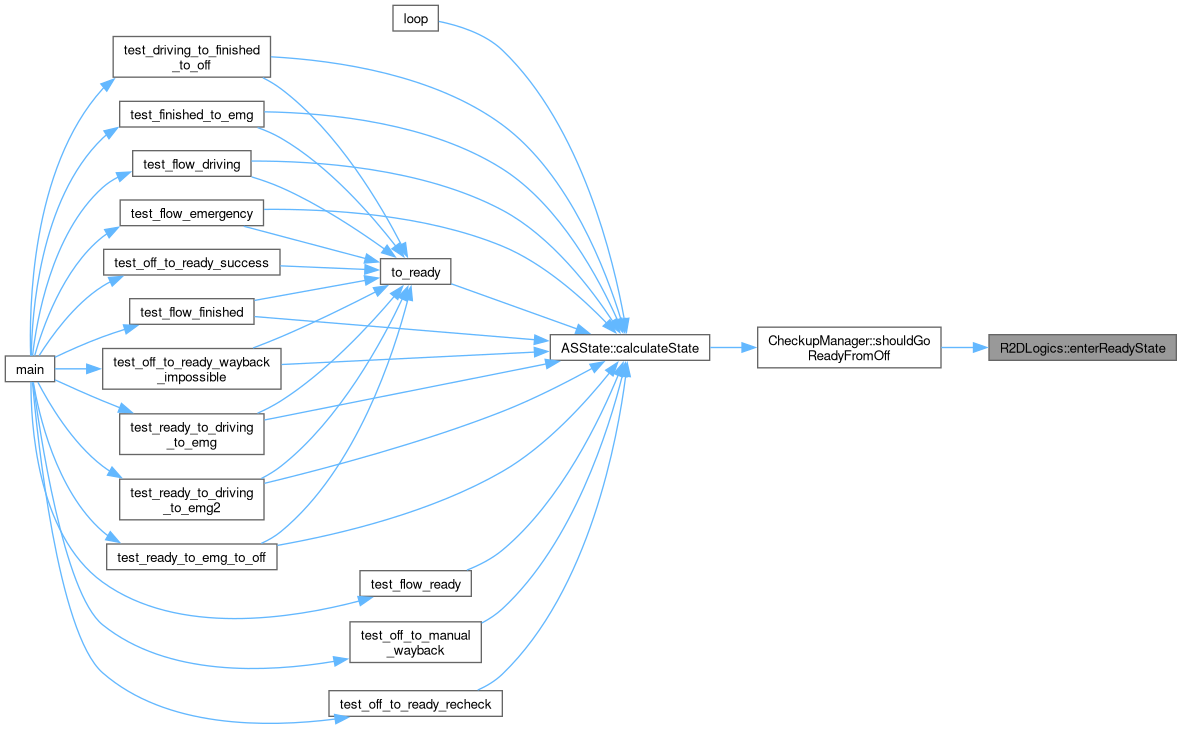 loop
test_driving_to_finished
_to_off
test_finished_to_emg
test_flow_driving
test_flow_emergency
test_off_to_ready_success
to_ready
test_flow_finished
main
test_off_to_ready_wayback
_impossible
ASState::calculateState
CheckupManager::shouldGo
ReadyFromOff
R2DLogics::enterReadyState
test_ready_to_driving
_to_emg
test_ready_to_driving
_to_emg2
test_ready_to_emg_to_off
test_flow_ready
test_off_to_manual
_wayback
test_off_to_ready_recheck